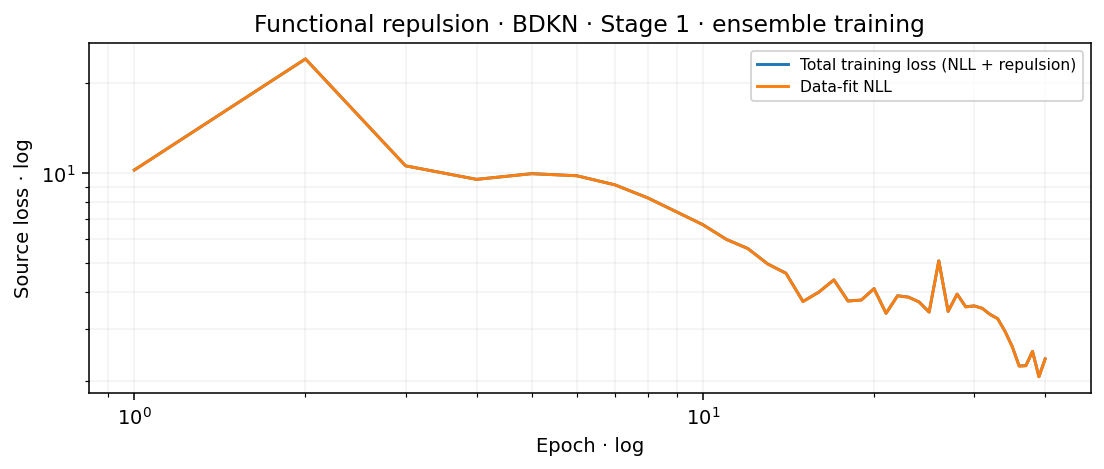 Functional repulsion · BDKN · Stage 1 · ensemble training
Total training loss (NLL + repulsion)
Data-fit NLL
Source loss · log
10¹
10⁰
10¹
Epoch · log